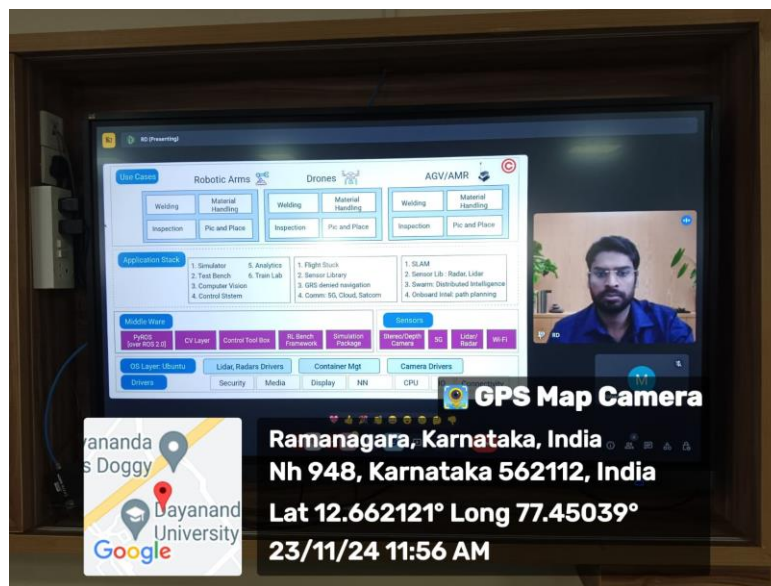 RD (Presenting)
©
Use Cases
Robotic Arms
Drones
AGV/AMR
Welding
Material Handling
Inspection
Pic and Place
Welding
Material Handling
Inspection
Pic and Place
Welding
Material Handling
Inspection
Pic and Place
Application Stack
1. Simulator
2. Test Bench
3. Computer Vision
4. Control Ststem
5. Analytics
6. Train Lab
1. Flight Stuck
2. Sensor Library
3. GRS denied navigation
4. Comm: 5G, Cloud, Satcom
1. SLAM
2. Sensor Lib : Radar, Lidar
3. Swarm: Distributed Intelligence
4. Onboard Intel: path planning
Middle Ware
Sensors
PyROS
[over ROS 2.0]
CV Layer
Control Tool Box
RL Bench
Framework
Simulation
Package
Stereo/Depth
Camera
5G
Lidar/
Radar
Wi-Fi
OS Layer: Ubuntu
Lidar, Radars Drivers
Container Mgt
Camera Drivers
Drivers
Security
Media
Display
NN
CPU
Connectivity
RD
M
GPS Map Camera
Ramanagara, Karnataka, India
Nh 948, Karnataka 562112, India
Lat 12.662121° Long 77.45039°
23/11/24 11:56 AM
yananda
s Doggy
Dayanand
University
Google